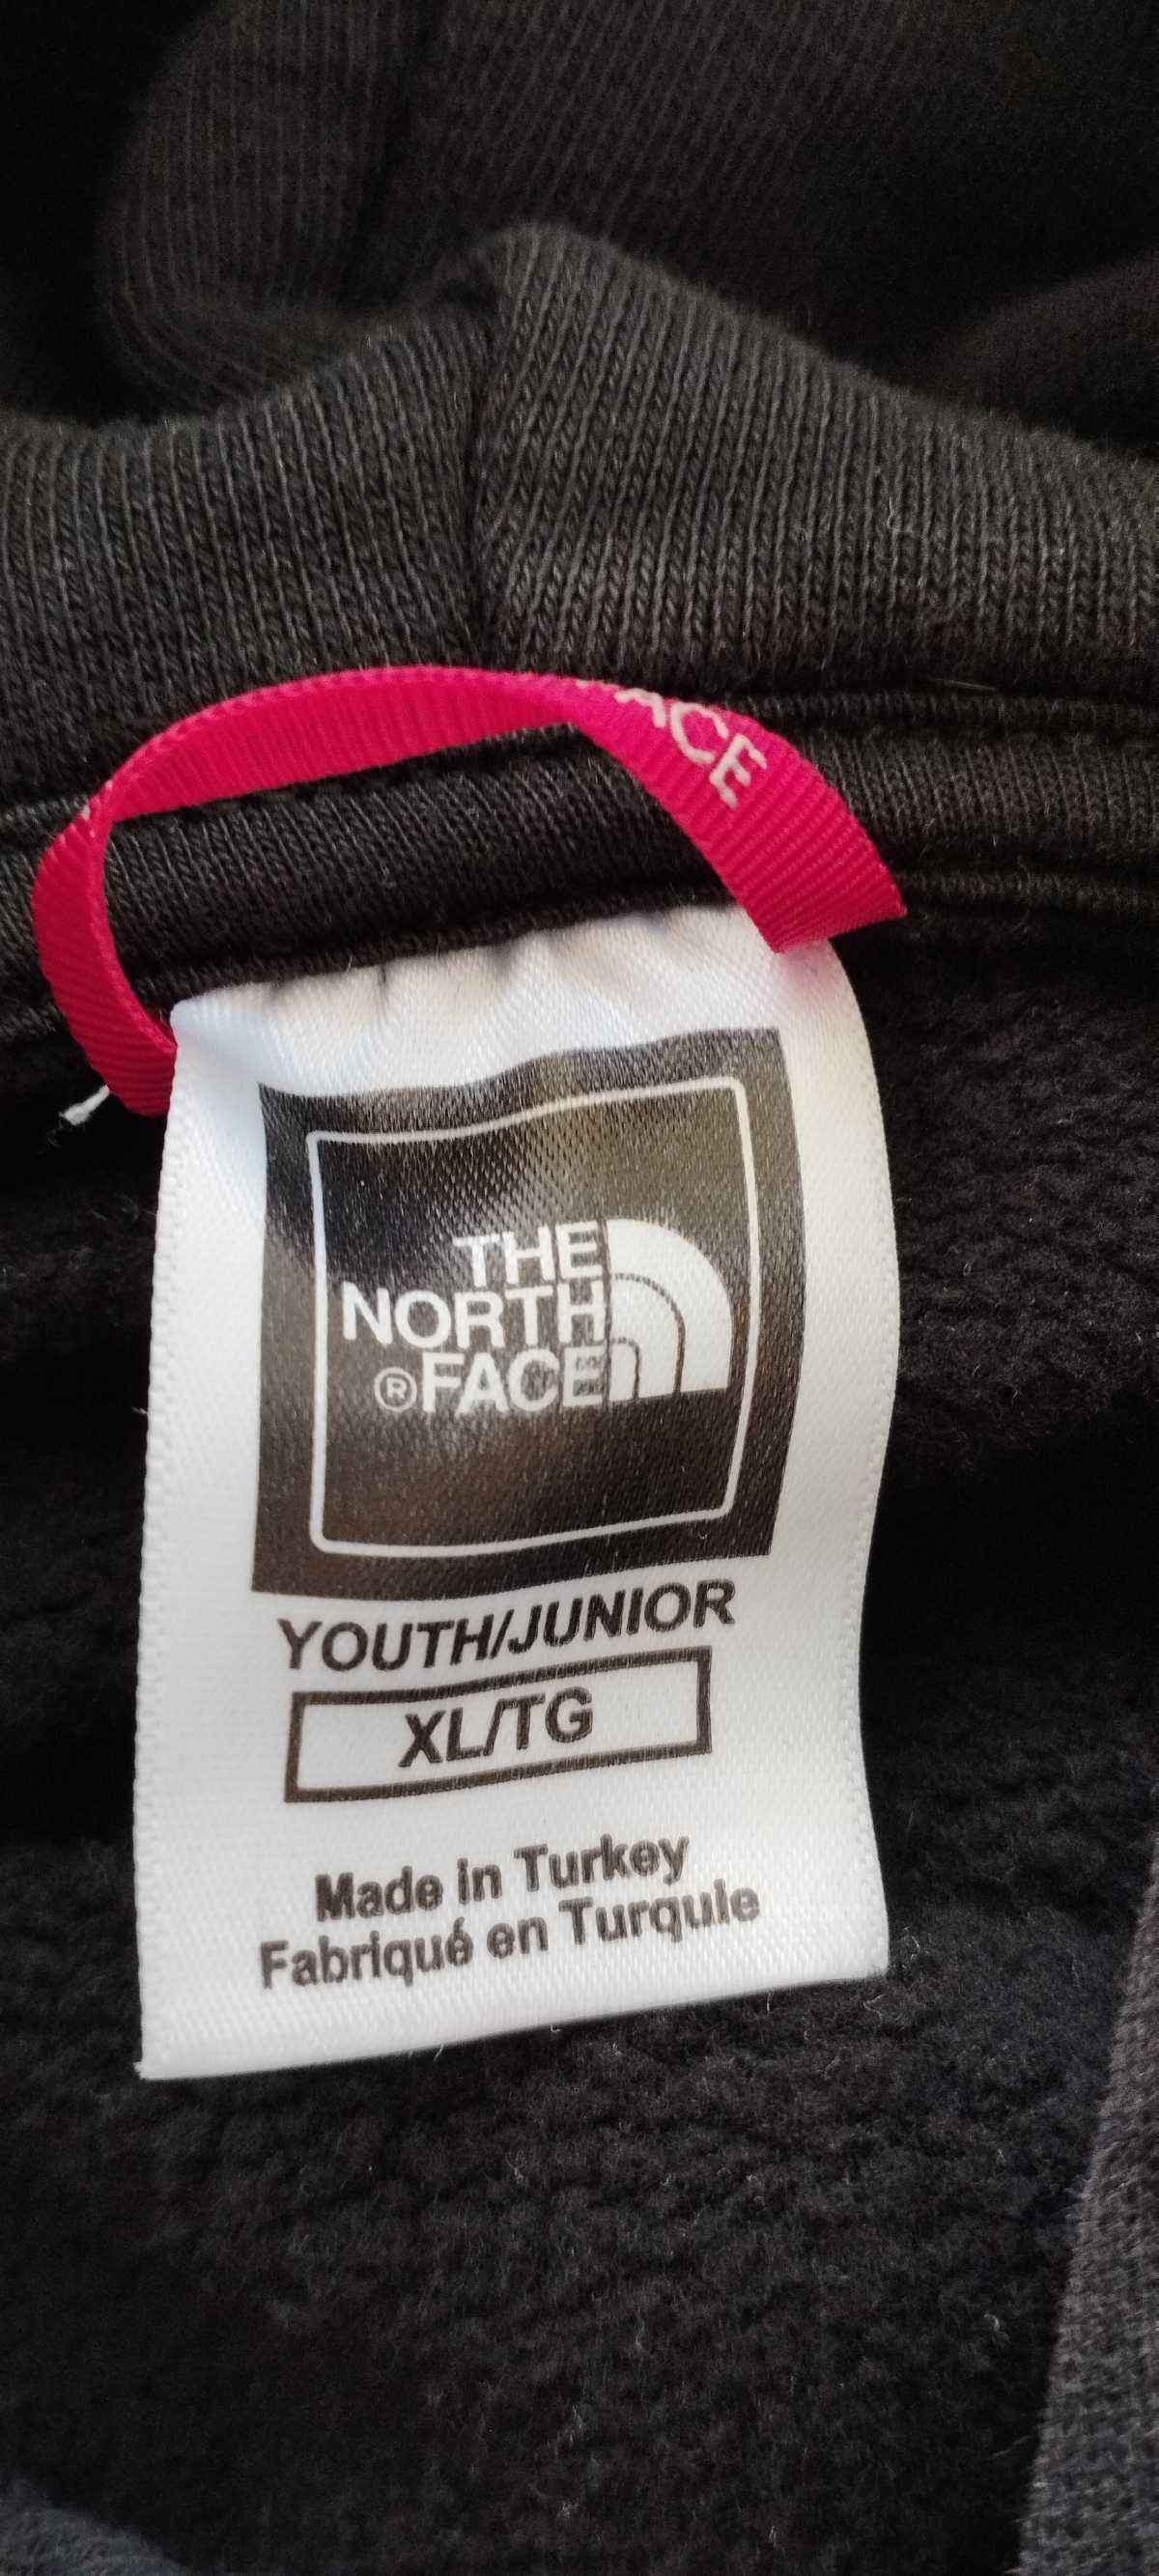 ACE
THE
NORTH
®FACE
YOUTH/JUNIOR
XL/TG
Made in Turkey
Fabriqué en Turquie